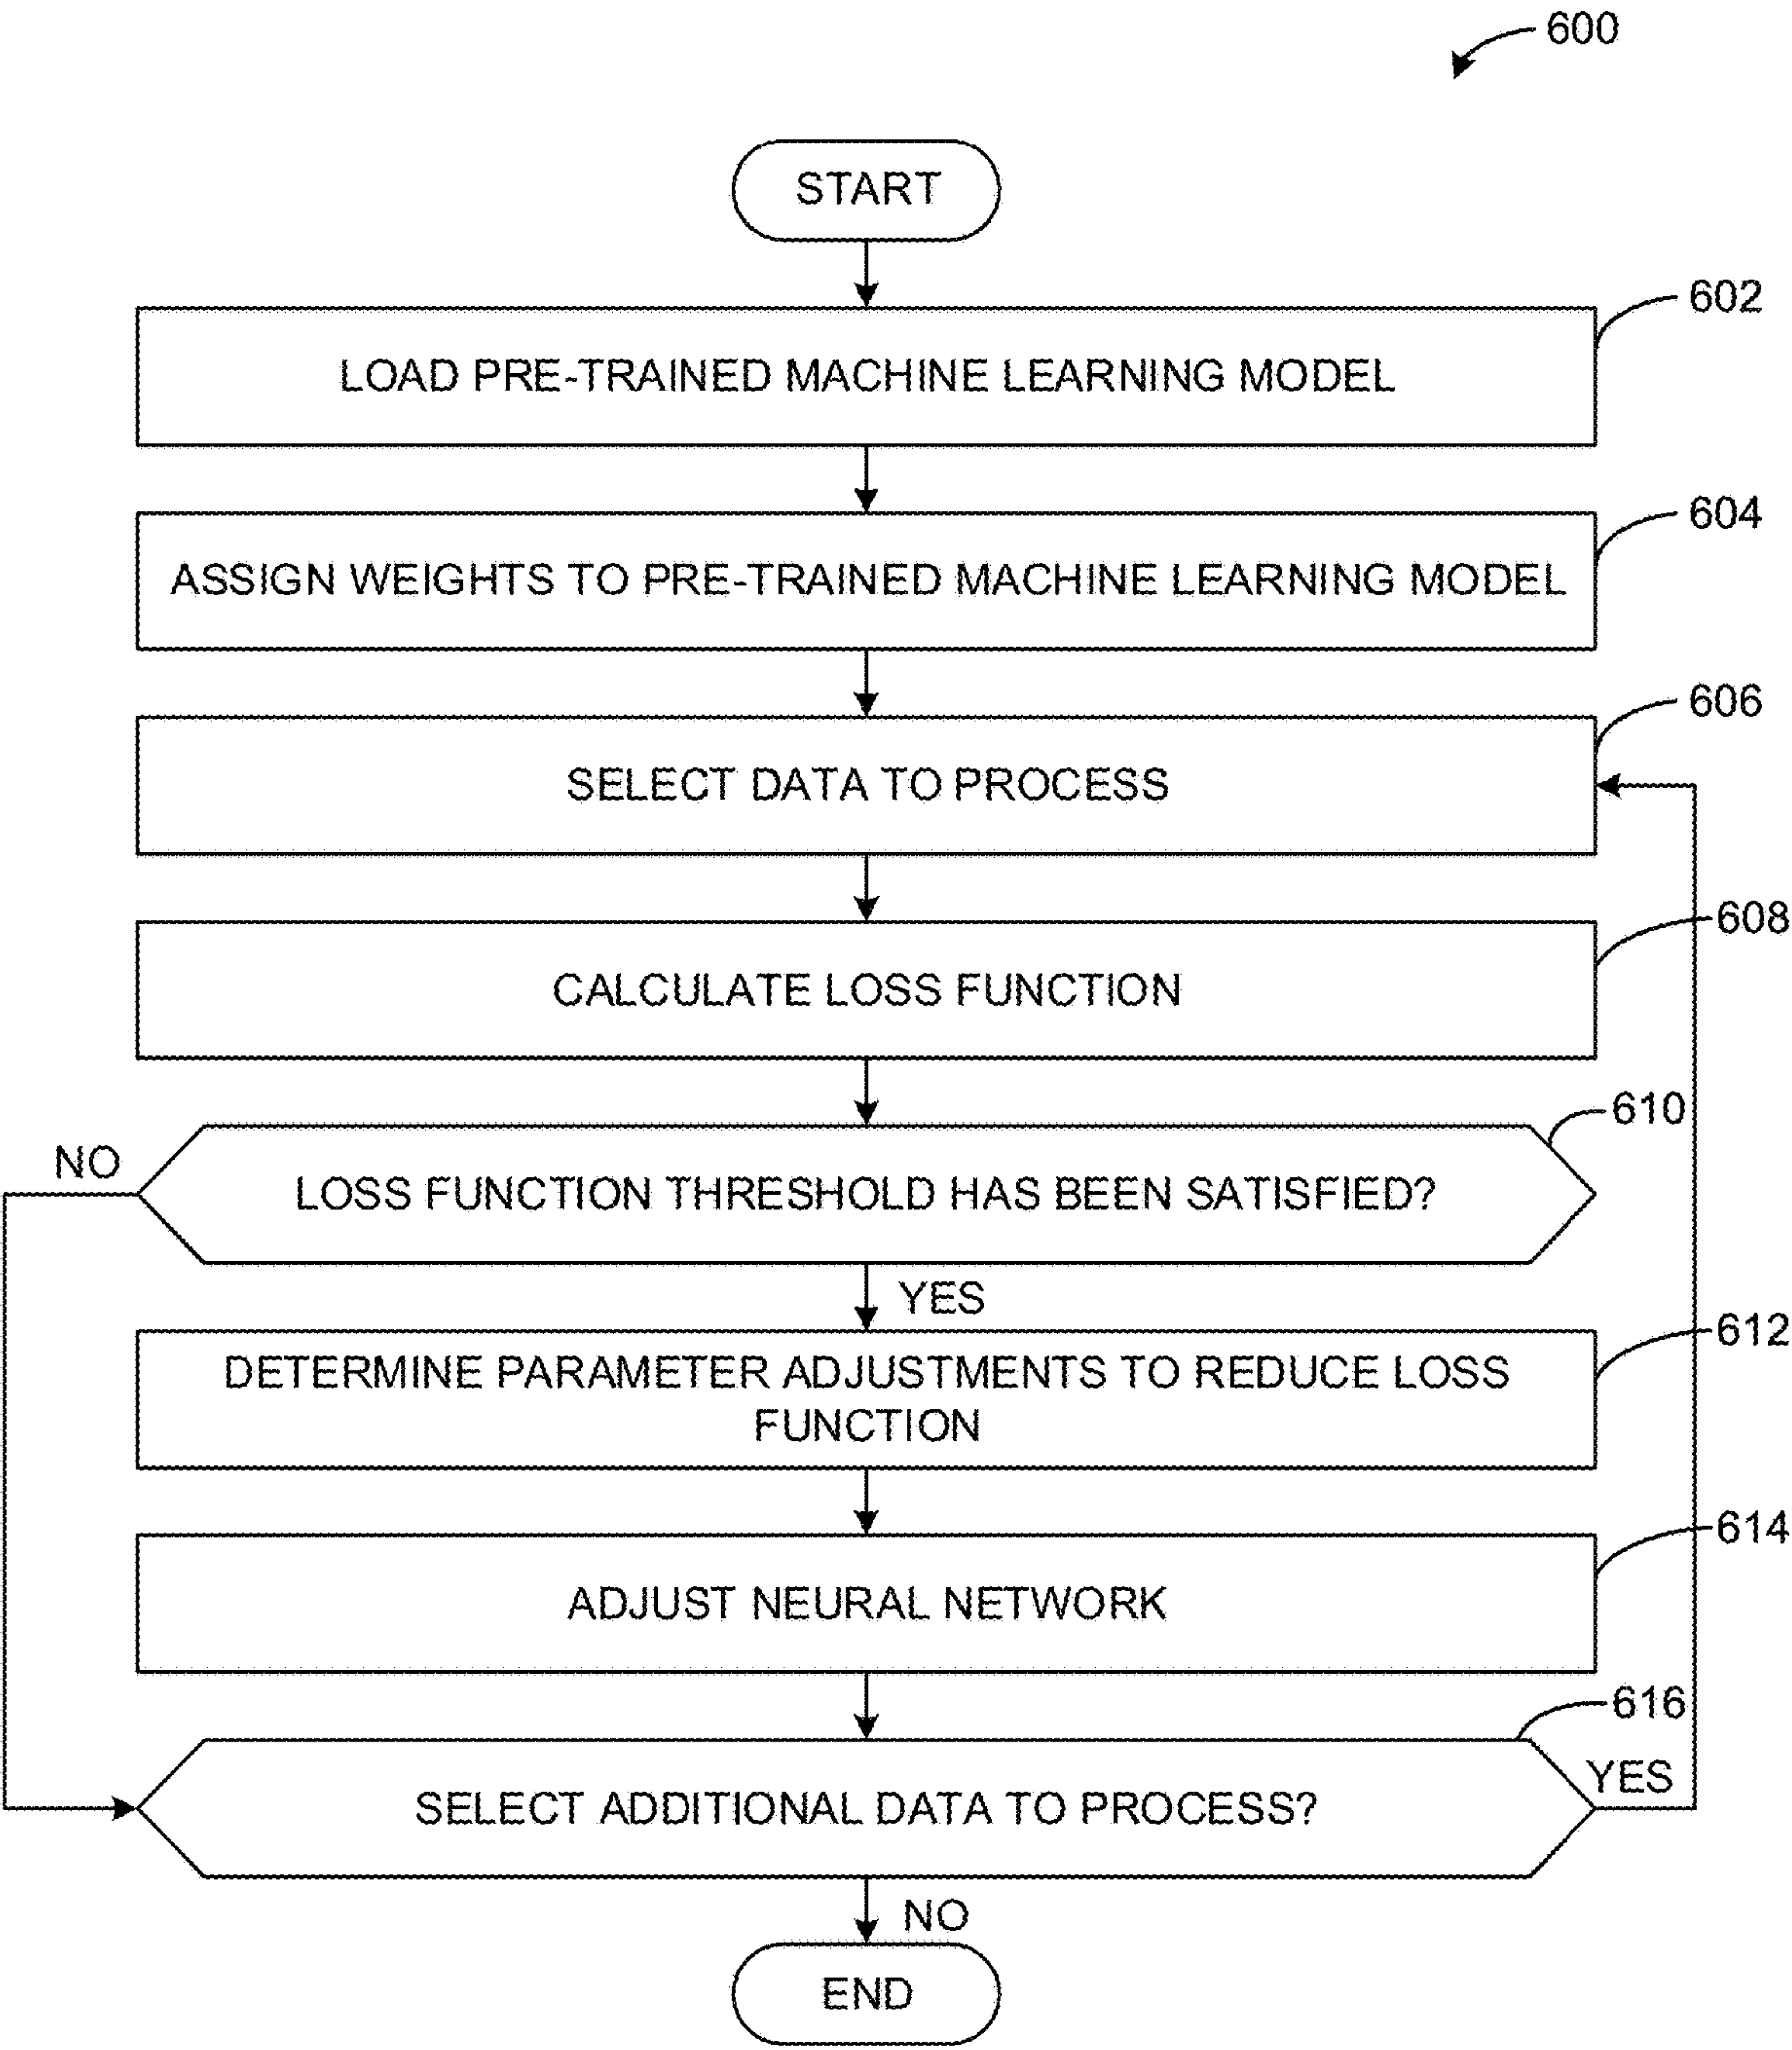 600
START
602
LOAD PRE-TRAINED MACHINE LEARNING MODEL
604
ASSIGN WEIGHTS TO PRE-TRAINED MACHINE LEARNING MODEL
606
SELECT DATA TO PROCESS
608
CALCULATE LOSS FUNCTION
610
NO
LOSS FUNCTION THRESHOLD HAS BEEN SATISFIED?
YES
612
DETERMINE PARAMETER ADJUSTMENTS TO REDUCE LOSS
FUNCTION
614
ADJUST NEURAL NETWORK
616
YES
SELECT ADDITIONAL DATA TO PROCESS?
NO
END